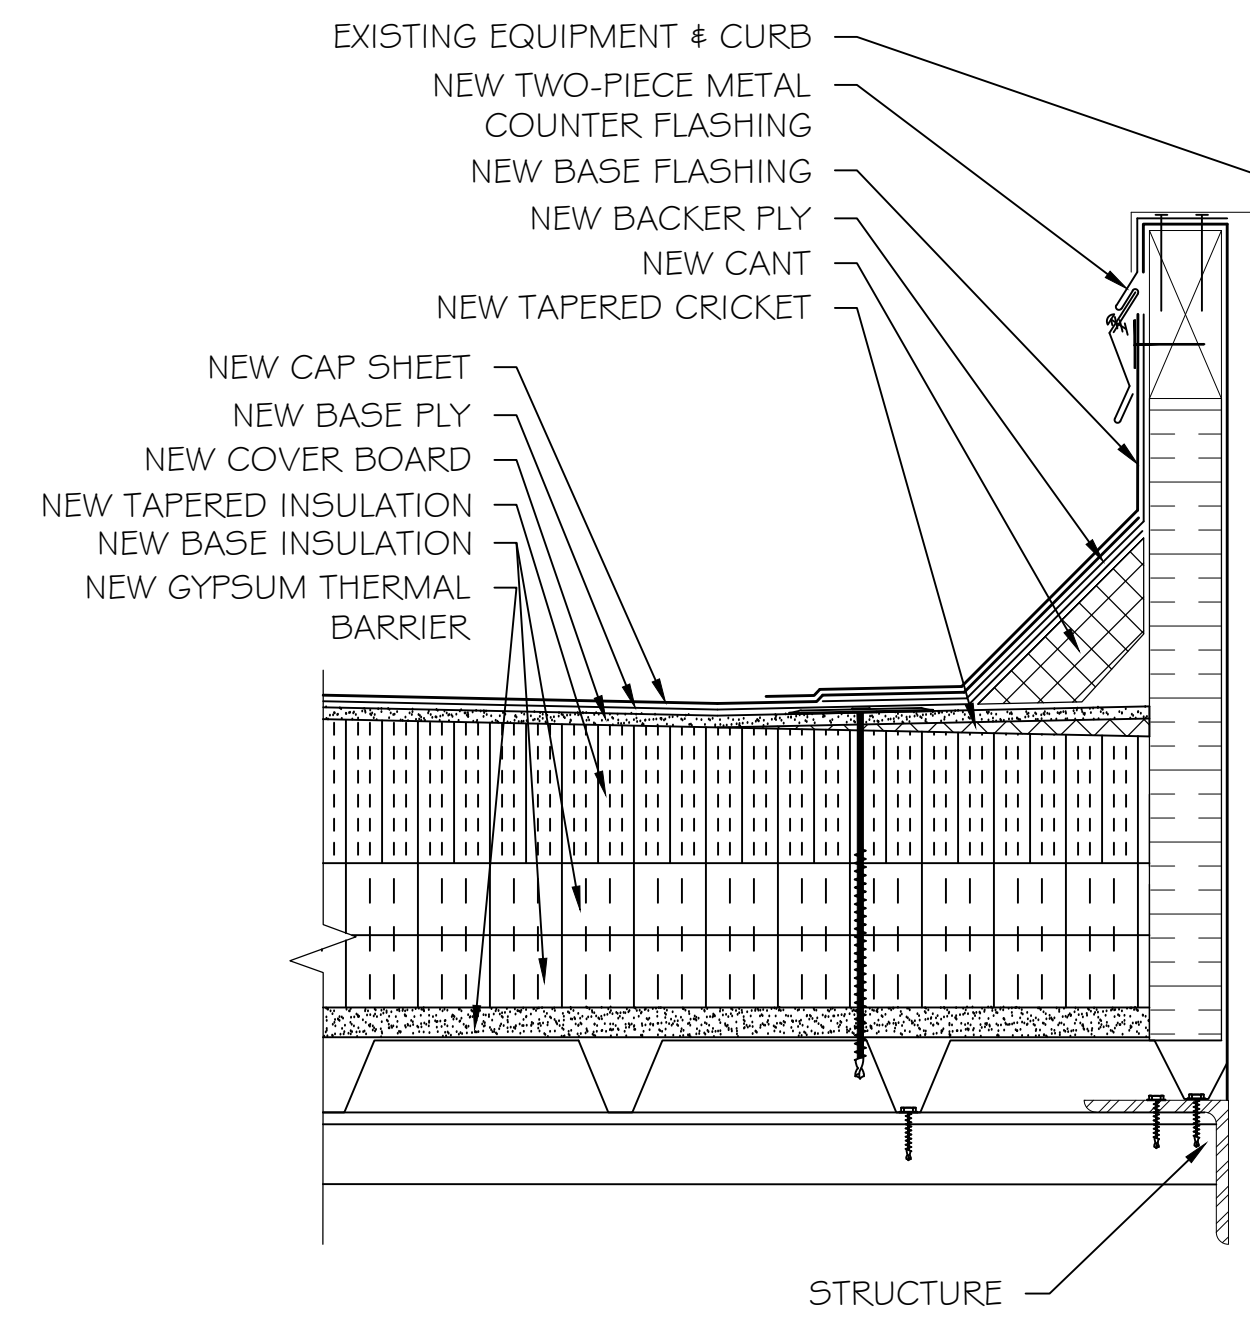 EXISTING EQUIPMENT & CURB
NEW TWO-PIECE METAL
COUNTER FLASHING
NEW BASE FLASHING
NEW BACKER PLY
NEW CANT
NEW TAPERED CRICKET
NEW CAP SHEET
NEW BASE PLY
NEW COVER BOARD
NEW TAPERED INSULATION
NEW BASE INSULATION
NEW GYPSUM THERMAL
BARRIER
STRUCTURE